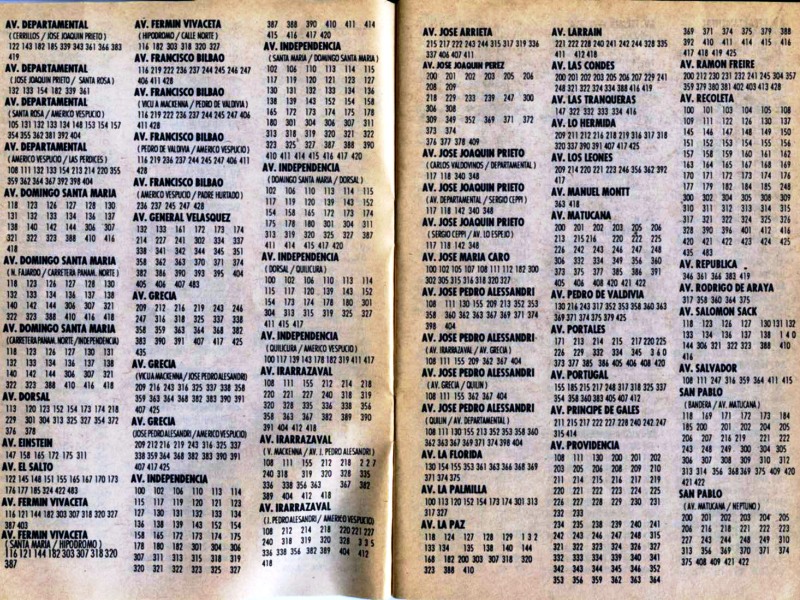 AV. DEPARTAMENTAL
( CERRILLOS / JOSE JOAQUIN PRIETO )
122 143 182 185 339 343 361 366 383
419
AV. DEPARTAMENTAL
(JOSE JOAQUIN PRIETO / SANTA ROSA )
132 133 154 182 339 361
AV. DEPARTAMENTAL
(SANTA ROSA / AMERICO VESPUCIO)
105 131 132 133 134 148 153 154 157
354 355 362 381 392 404
AV. DEPARTAMENTAL
(AMERICO VESPUCIO / LAS PERDICES )
108 111 132 133 154 213 214 220 355
359 362 364 367 392 398 404
AV. DOMINGO SANTA MARIA
118 123 126 127 128 130
132 133 134 136 137
138 140 142 144 306 307
321 322 323 388 410 416
418
AV. DOMINGO SANTA MARIA
(N. FAJARDO / CARRETERA PANAM. NORTE )
118 123 126 127 128 130
132 133 134 136 137 138
140 142 144 306 307 321
322 323 388 410 416 418
AV. DOMINGO SANTA MARIA
(CARRETERA PANAM. NORTE/INDEPENDENCIA)
118 123 126 127 130 131
132 133 134 136 137 138
140 142 144 306 307 321
322 323 388 410 416 418
AV. DORSAL
113 120 123 152 154 173 174 218
229 301 304 313 325 327 354 372
376 378
AV. EINSTEIN
147 158 165 172 175 311
AV. EL SALTO
122 145 148 151 155 165 167 170 173
176 177 185 324 422 483
AV. FERMIN VIVACETA
116 121 144 182 303 307 318 320 327
387 403
AV. FERMIN VIVACETA
( SANTA MARIA / HIPODROMO )
116 121 144 182 303 307 318 320
387
AV. FERMIN VIVACETA
(HIPODROMO / CALLE NORTE )
116 182 303 318 320 327
AV. FRANCISCO BILBAO
116 219 222 236 237 244 245 246 247
406 411 428
AV. FRANCISCO BILBAO
(VICU A MACKENNA / PEDRO DE VALDIVIA)
116 219 222 236 237 244 245 247 406
411 428
AV. FRANCISCO BILBAO
(PEDRO DE VALDIVIA / AMERICO VESPUCIO)
116 219 236 237 244 245 247 406 411
428
AV. FRANCISCO BILBAO
(AMERICO VESPUCIO / PADRE HURTADO )
236 237 245 247 428
AV. GENERAL VELASQUEZ
132 133 161 172 173 174
214 227 241 302 334 337
338 341 342 344 345 351
358 362 363 370 371 374
382 386 390 393 395 404
405 406 407 483
AV. GRECIA
209 212 216 219 243 246
247 316 318 325 337 338
358 359 363 364 368 382
383 390 391 407 417 425
435
AV. GRECIA
(VICUA MACKENNA/JOSE PEDRO ALESANDRI)
209 216 243 316 325 337 338 358
359 363 364 368 382 383 390 391
407 425
AV. GRECIA
(JOSE PEDRO ALESANDRI / AMERICO VESPUCIO)
209 212 216 219 243 316 325 337
338 359 364 368 382 383 390 391
407 417 425
AV. INDEPENDENCIA
100 102 106 110 113 114
115 117 119 120 121 123
127 130 131 132 133 134
136 138 139 143 152 154
158 165 172 173 174 175
178 180 182 301 304 306
307 311 313 315 318 319
320 321 322 323 325 327
387 388 390 410 411 414
415 416 417 420
AV. INDEPENDENCIA
( SANTA MARIA / DOMINGO SANTA MARIA )
102 106 110 113 114 115
117 119 120 121 123 127
130 131 132 133 134 136
138 139 143 152 154 158
165 172 173 174 175 178
180 301 304 306 307 311
313 318 319 320 321 322
323 325 327 387 388 390
410 411 414 415 416 417 420
AV. INDEPENDENCIA
( DOMINGO SANTA MARIA / DORSAL )
102 106 110 113 114 115
117 119 120 139 143 152
154 158 165 172 173 174
175 178 180 301 304 311
313 319 320 325 327 387
411 414 415 417 420
AV. INDEPENDENCIA
(DORSAL / QUILICURA )
100 102 106 110 113 114
115 117 120 139 143 152
154 173 174 178 180 301
304 313 315 319 325 327
411 415 417
AV. INDEPENDENCIA
( QUILICURA / AMERICO VESPUCIO )
100 117 139 143 178 182 319 411 417
AV. IRARRAZAVAL
108 111 155 212 214 218
220 221 227 240 318 319
320 328 335 336 338 356
358 363 367 382 389 390
391 404 412 418
AV. IRARRAZAVAL
( V. MACKENNA / AV. J. PEDRO ALESANDRI )
108 111 155 212 218 2 2 7
240 318 319 320 328 335
336 338 356 363 367 382
389 404 412 418
AV. IRARRAZAVAL
(J. PEDRO ALESANDRI / AMERICO VESPUCIO)
108 212 214 218 220 221 227
240 318 319 320 328 3 3 5
336 338 356 382 389 404 412
418
AV. JOSE ARRIETA
215 217 222 243 244 315 317 319 336
337 406 407 411
AV. JOSE JOAQUIN PEREZ
200 201 202 203 205 206
208 209
218 229 233 239 247 300
306 308
309 349 352 369 371 372
373 374
376 377 378 409
AV. JOSE JOAQUIN PRIETO
(CARLOS VALDOVINOS / DEPARTAMENTAL )
117 118 340 348
AV. JOSE JOAQUIN PRIETO
( AV. DEPARTAMENTAL / SERGIO CEPPI )
117 118 142 340 348
AV. JOSE JOAQUIN PRIETO
( SERGIO CEPPI / AV. LO ESPEJO )
117 118 142 348
AV. JOSE MARIA CARO
100 102 105 107 108 111 112 182 300
302 305 315 316 318 320 327
AV. JOSE PEDRO ALESSANDRI
108 111 130 155 209 213 352 353
358 360 362 363 367 368 371 374
398 404
AV. JOSE PEDRO ALESSANDRI
( AV. IRARRAZAVAL / AV. GRECIA )
108 111 155 209 362 367 404
AV. JOSE PEDRO ALESSANDRI
( AV. GRECIA / QUILIN )
108 111 155 362 367 404
AV. JOSE PEDRO ALESSANDRI
( QUILIN / AV. DEPARTAMENTAL )
108 111 130 155 213 352 353 358 360
362 363 367 369 371 374 398 404
AV. LA FLORIDA
130 154 155 353 361 363 366 368 369
371 374 375
AV. LA PALMILLA
100 113 120 152 154 173 174 301 313
317 327
AV. LA PAZ
118 124 127 128 129 1 3 2
133 134 135 138 140 144
168 182 200 303 307 318 320
323 388 410
AV. LARRAIN
221 222 228 240 241 242 244 328 335
411 412
AV. LAS CONDES
200 201 202 203 205 206 207 229 241
318 321 322 324 334 388 416 419
AV. LAS TRANQUERAS
147 322 332 333 334 416
AV. LO HERMIDA
209 211 212 216 218 219 316 317 318
320 337 390 391 407 417 425
AV. LOS LEONES
209 214 220 221 223 246 356 362 392
417
AV. MANUEL MONTT
363 418
AV. MATUCANA
200 201 202 203 205 206
213 215 216 220 222 225
226 242 243 246 247 248
306 332 334 349 356 360
373 375 377 385 386 391
405 406 408 420 421 422
AV. PEDRO DE VALDIVIA
130 216 243 317 352 353 358 360 363
369 371 374 375 379 425
AV. PORTALES
171 213 214 215 217 220 225
226 229 332 334 345 3 6 0
373 377 385 386 405 406 408 420
AV. PORTUGAL
155 185 215 217 248 317 318 325 337
354 358 360 383 405 407 412
AV. PRINCIPE DE GALES
211 215 217 222 227 228 240 242 247
315 414
AV. PROVIDENCIA
108 111 130 200 201 202
203 205 206 208 209 210
211 214 215 216 217 219
220 221 222 223 224 225
226 227 228 229 230 231
233
234 235 238 239 240 241
242 243 246 247 248 315
316 318 321 322 323 324
332 333 334 339 340 341
342 343 344 345 346 352
353 356 359 362 363 364
369 371 374 375 379 388
392 410 411 414 415 416
417 418 419 425
AV. RAMON FREIRE
200 212 230 231 232 241 245 304 357
359 379 380 381 402 403 413 428
AV. RECOLETA
100 101 103 104 105 108
109 111 122 126 130 137
145 146 147 148 149 150
151 152 153 154 155 156
157 158 159 160 161 162
163 164 165 167 168 169
170 171 172 173 174 176
177 179 182 184 185 248
300 302 304 305 308 309
310 311 312 313 314 315
317 321 322 324 425 326
328 390 396 401 412 416
420 421 422 423 424 425
435 483
AV. REPUBLICA
346 361 366 383 419
AV. RODRIGO DE ARAYA
317 358 360 364 375
AV. SALOMON SACK
118 123 126 127 130 131 132
133 134 136 137 138 1 4 0
144 306 321 322 323 388 410
416
AV. SALVADOR
108 111 247 316 359 364 411 415
SAN PABLO
( BANDERA / AV. MATUCANA )
118 169 171 172 173 184
185 200 201 202 204 205
206 207 216 219 221 222
243 248 249 300 304 305
306 307 308 309 310 312
313 314 356 368 369 375 409 420
421 422
SAN PABLO
(AV. MATUCANA / NEPTUNO )
200 201 202 203 204 205
206 216 218 221 222 223
243 248 249 306 308 309
313 356 369 370 371 374
375 408 409 421 422